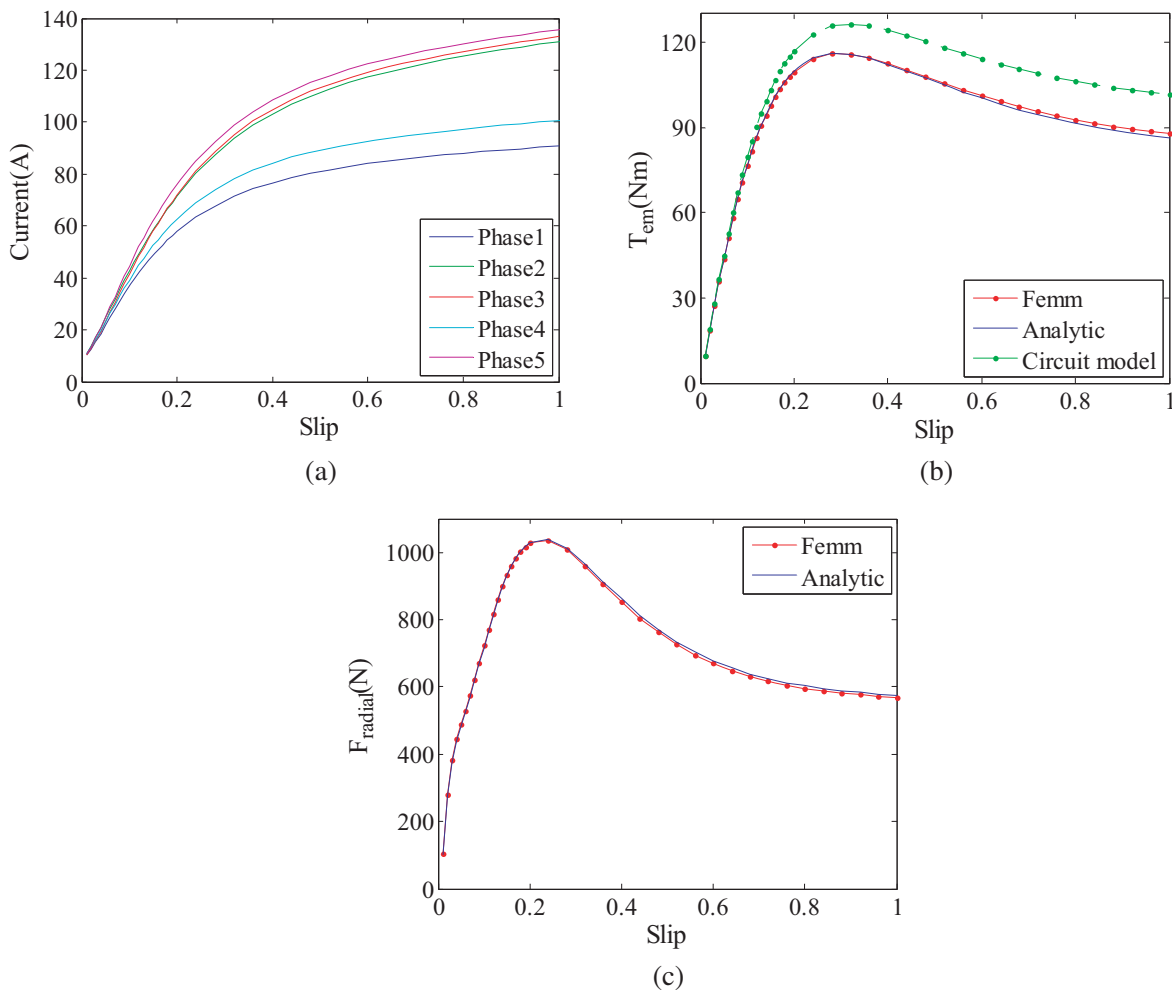 140
120
100
80
60
40
20
0
Current(A)
0
0.2
0.4
0.6
0.8
1
Slip
Phase1
Phase2
Phase3
Phase4
Phase5
(a)
120
90
60
30
0
T_em(Nm)
0
0.2
0.4
0.6
0.8
1
Slip
Femm
Analytic
Circuit model
(b)
1000
800
600
400
200
0
F_radial(N)
0
0.2
0.4
0.6
0.8
1
Slip
Femm
Analytic
(c)